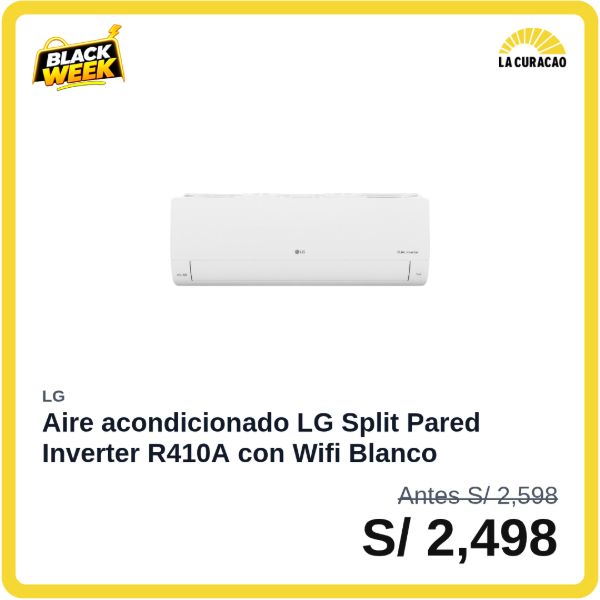 BLACK
WEEK
LA CURACAO
LG
LG
Aire acondicionado LG Split Pared
Inverter R410A con Wifi Blanco
Antes S/ 2,598
S/ 2,498